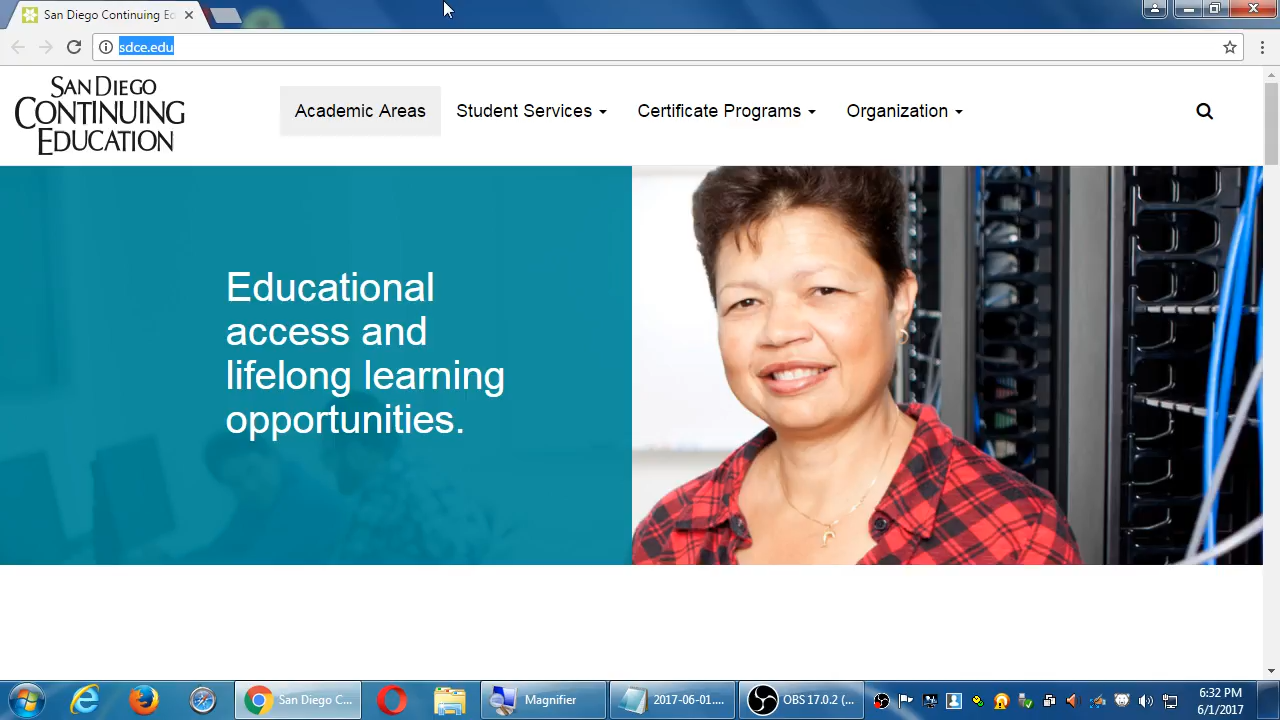 San Diego Continuing Ed
sdce.edu
SAN DIEGO
CONTINUING
EDUCATION
Academic Areas
Student Services
Certificate Programs
Organization
Educational
access and
lifelong learning
opportunities.
San Diego C...
Magnifier
2017-06-01....
OBS 17.0.2 (...
6:32 PM
6/1/2017